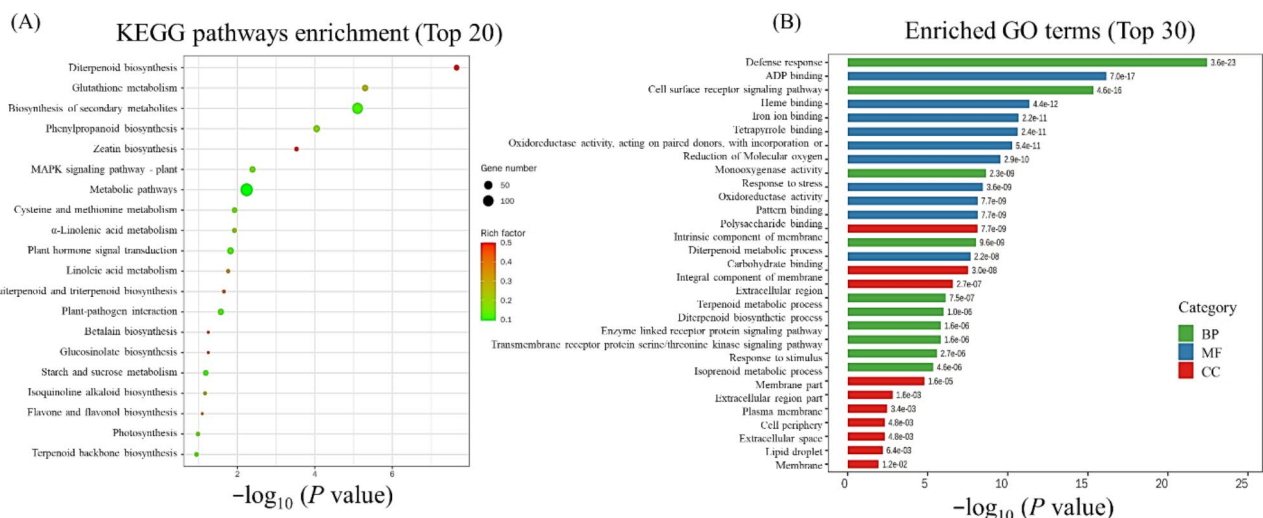 (A)
KEGG pathways enrichment (Top 20)
Diterpenoid biosynthesis
Glutathione metabolism
Biosynthesis of secondary metabolites
Phenylpropanoid biosynthesis
Zeatin biosynthesis
MAPK signaling pathway - plant
Metabolic pathways
Cysteine and methionine metabolism
α-Linolenic acid metabolism
Plant hormone signal transduction
Linoleic acid metabolism
uiterpenoid and triterpenoid biosynthesis
Plant-pathogen interaction
Betalain biosynthesis
Glucosinolate biosynthesis
Starch and sucrose metabolism
Isoquinoline alkaloid biosynthesis
Flavone and flavonol biosynthesis
Photosynthesis
Terpenoid backbone biosynthesis
2 4 6
−log10 (P value)
Gene number
50
100
Rich factor
0.5
0.4
0.3
0.2
0.1
(B)
Enriched GO terms (Top 30)
Defense response
ADP binding
Cell surface receptor signaling pathway
Heme binding
Iron ion binding
Tetrapyrrole binding
Oxidoreductase activity, acting on paired donors, with incorporation or
Reduction of Molecular oxygen
Monooxygenase activity
Response to stress
Oxidoreductase activity
Pattern binding
Polysaccharide binding
Intrinsic component of membrane
Diterpenoid metabolic process
Carbohydrate binding
Integral component of membrane
Extracellular region
Terpenoid metabolic process
Diterpenoid biosynthetic process
Enzyme linked receptor protein signaling pathway
Transmembrane receptor protein serine/threonine kinase signaling pathway
Response to stimulus
Isoprenoid metabolic process
Membrane part
Extracellular region part
Plasma membrane
Cell periphery
Extracellular space
Lipid droplet
Membrane
3.6e-23
7.0e-17
4.6e-16
4.4e-12
2.2e-11
2.4e-11
5.4e-11
2.9e-10
2.3e-09
3.6e-09
7.7e-09
7.7e-09
7.7e-09
9.6e-09
2.2e-08
3.0e-08
2.7e-07
7.5e-07
1.0e-06
1.6e-06
1.6e-06
2.7e-06
4.6e-06
1.6e-05
1.6e-03
3.4e-03
4.8e-03
4.8e-03
6.4e-03
1.2e-02
Category
BP
MF
CC
0 5 10 15 20 25
−log10 (P value)